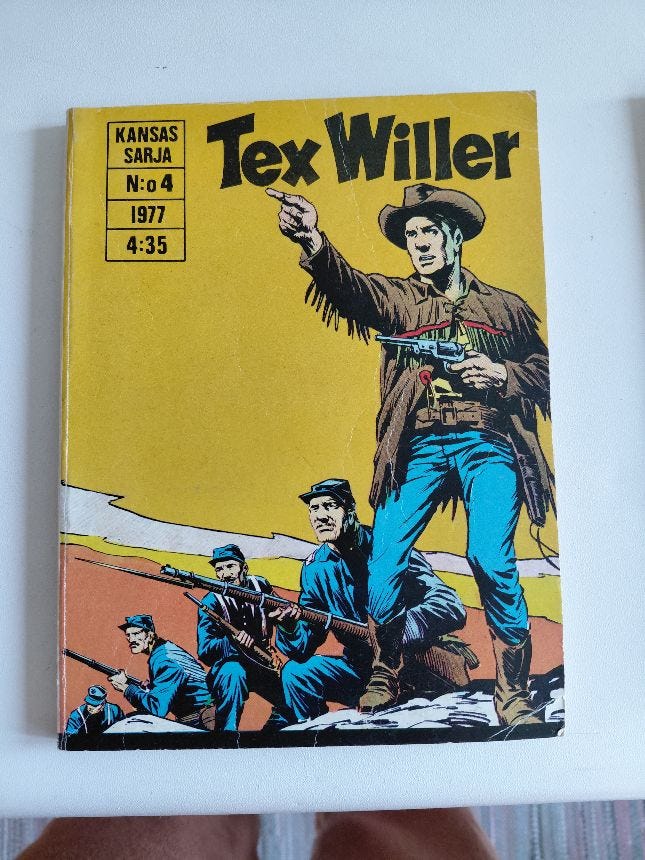 KANSAS
SARJA
N:o 4
1977
4:35
Tex Willer